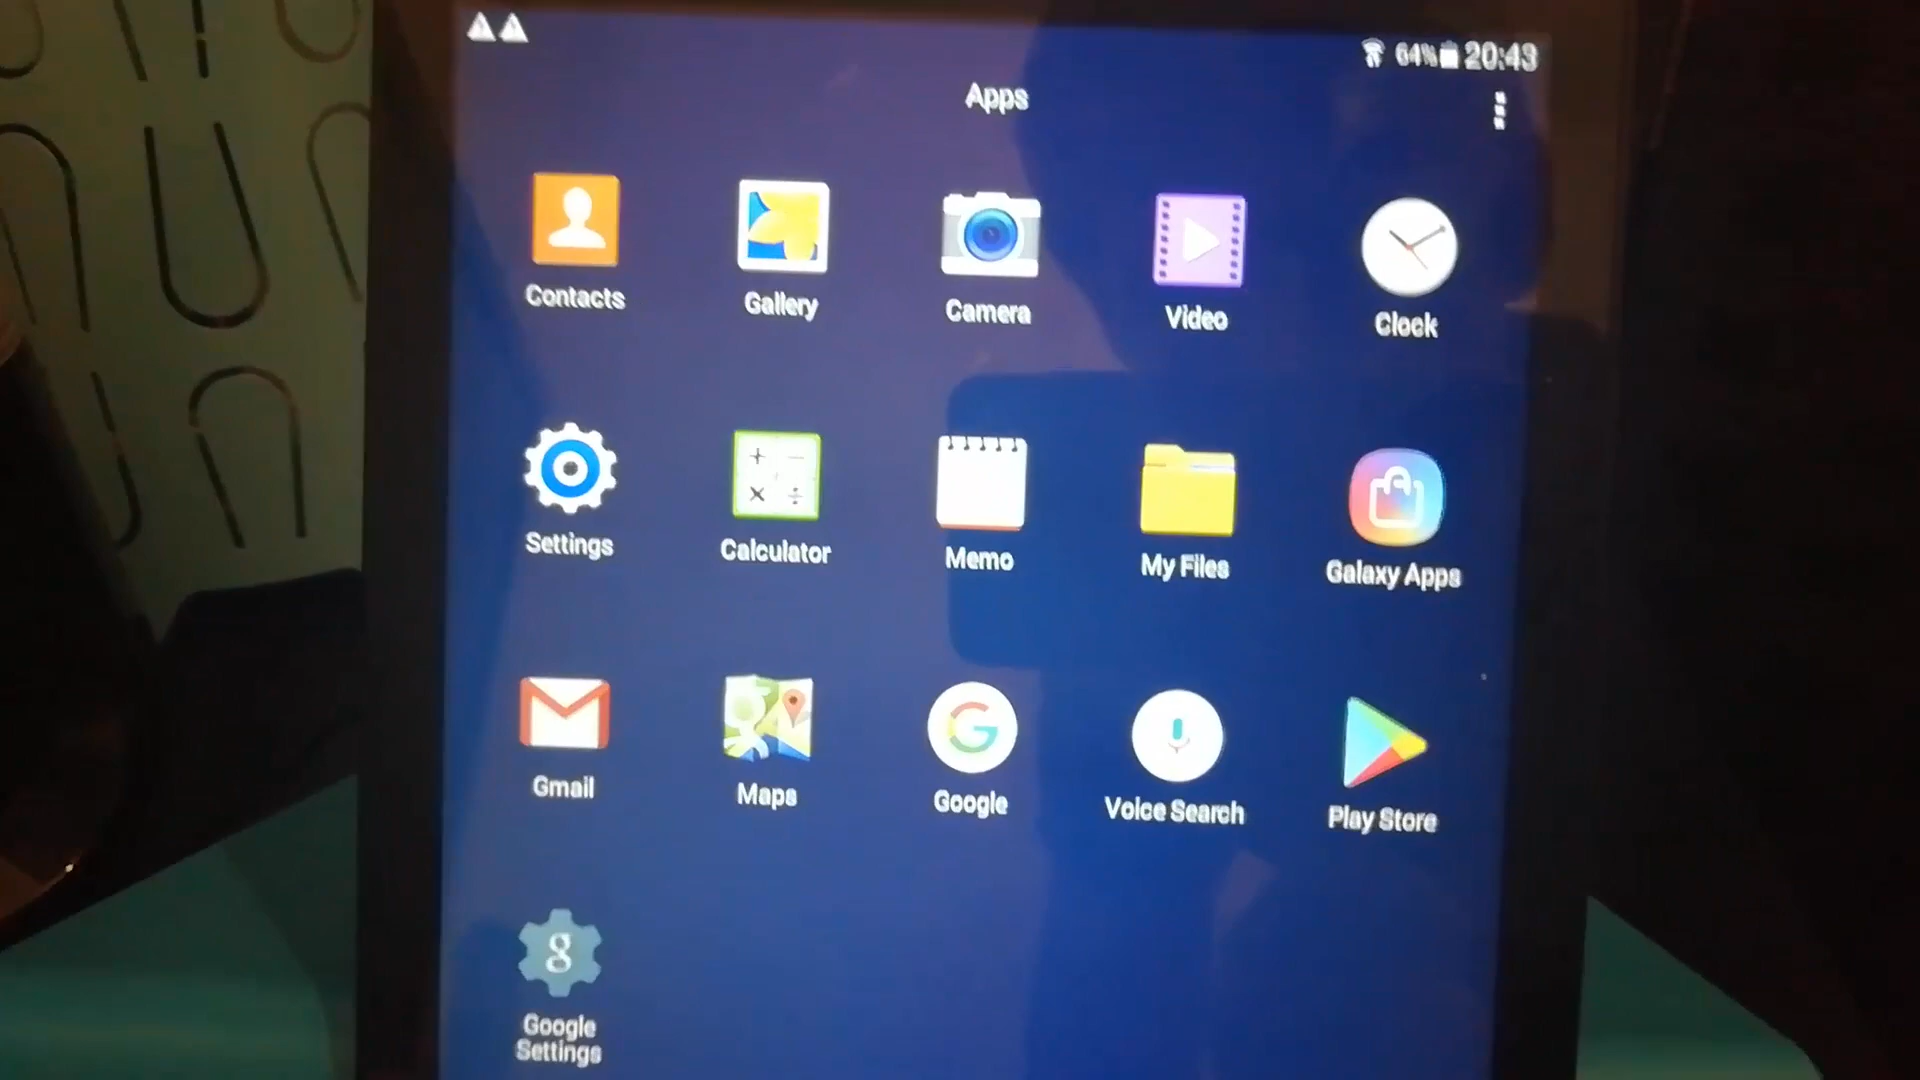 64% 20:43
Apps
Contacts Gallery Camera Video Clock
Settings Calculator Memo My Files Galaxy Apps
Gmail Maps Google Voice Search Play Store
g
Google
Settings